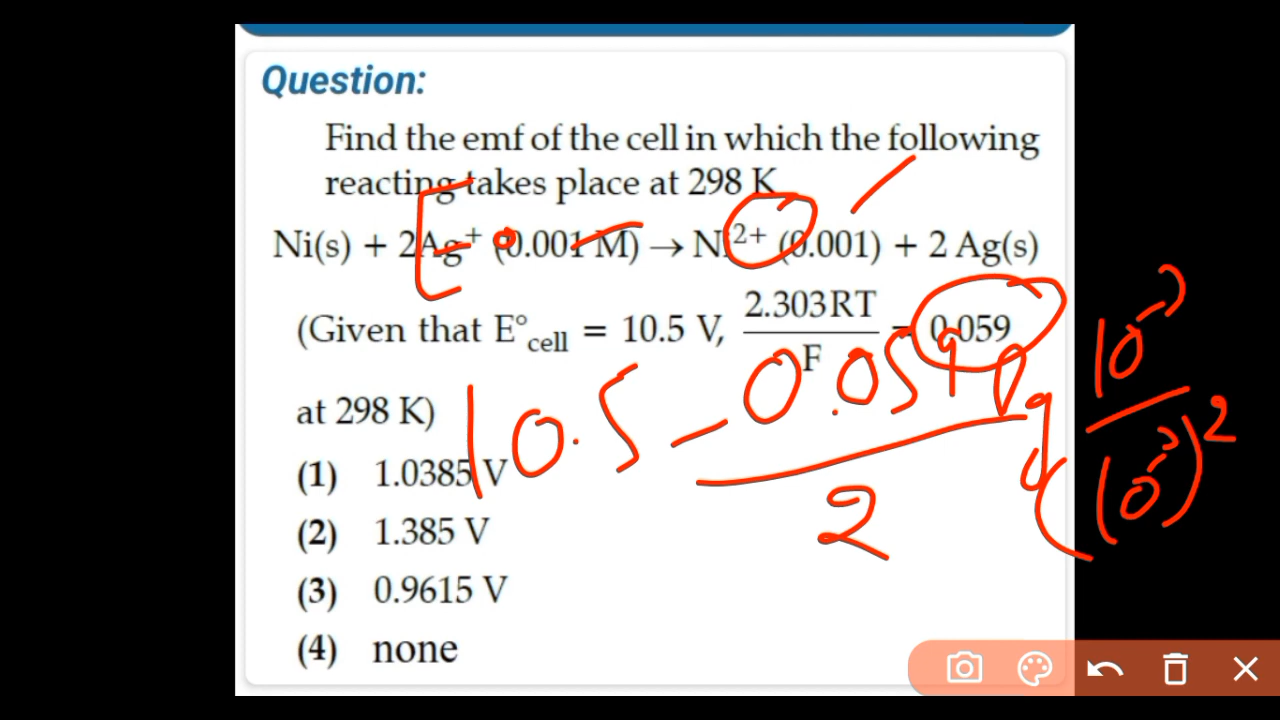 Question:
Find the emf of the cell in which the following
reacting takes place at 298 K
Ni(s) + 2Ag⁺ (0.001 M) → Ni²⁺ (0.001) + 2 Ag(s)
(Given that E°cell = 10.5 V, 2.303RT/F = 0.059
at 298 K)
10.5 - 0.059/2 log 10⁻³/(10⁻³)²
(1) 1.0385 V
(2) 1.385 V
(3) 0.9615 V
(4) none